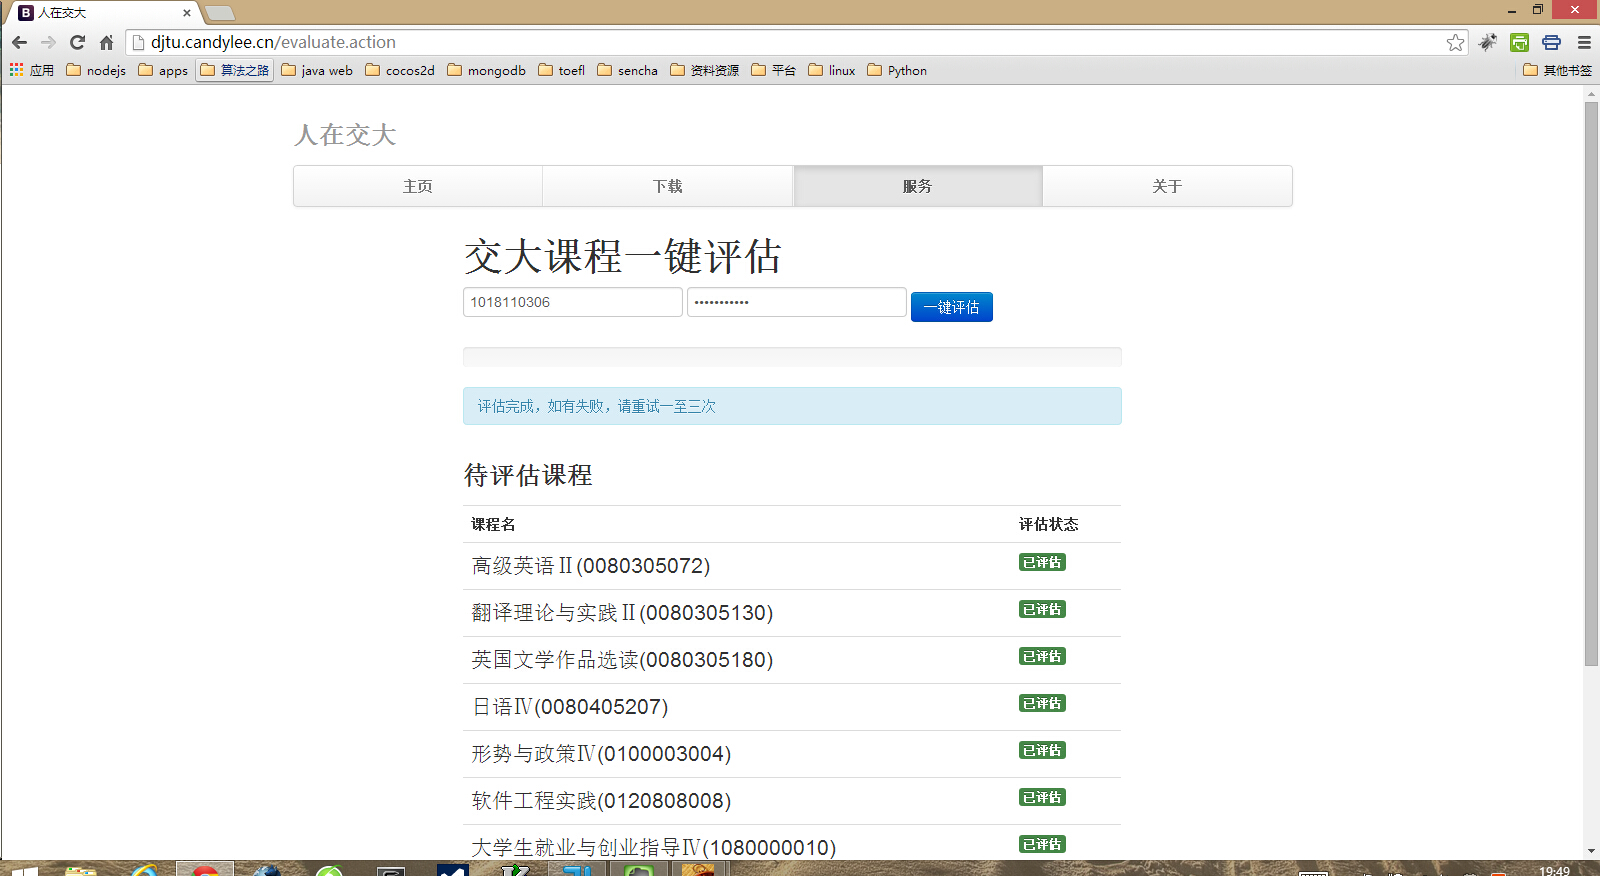 人在交大
djtu.candylee.cn/evaluate.action
应用 nodejs apps 算法之路 java web cocos2d mongodb toefl sencha 资料资源 平台 linux Python 其他书签
人在交大
主页 下载 服务 关于
交大课程一键评估
1018110306 ••••••••••• 一键评估
评估完成，如有失败，请重试一至三次
待评估课程
课程名 评估状态
高级英语Ⅱ(0080305072) 已评估
翻译理论与实践Ⅱ(0080305130) 已评估
英国文学作品选读(0080305180) 已评估
日语Ⅳ(0080405207) 已评估
形势与政策Ⅳ(0100003004) 已评估
软件工程实践(0120808008) 已评估
大学生就业与创业指导Ⅳ(1080000010) 已评估
19:49